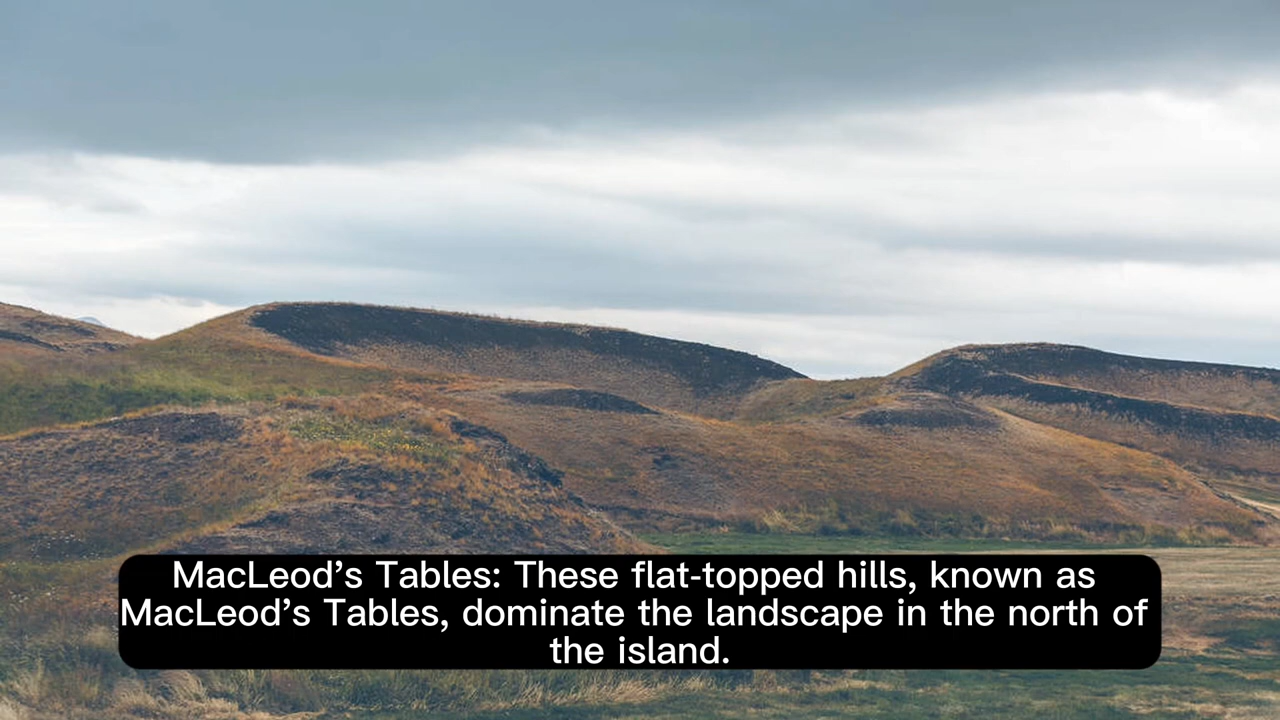 MacLeod’s Tables: These flat-topped hills, known as
MacLeod’s Tables, dominate the landscape in the north of
the island.